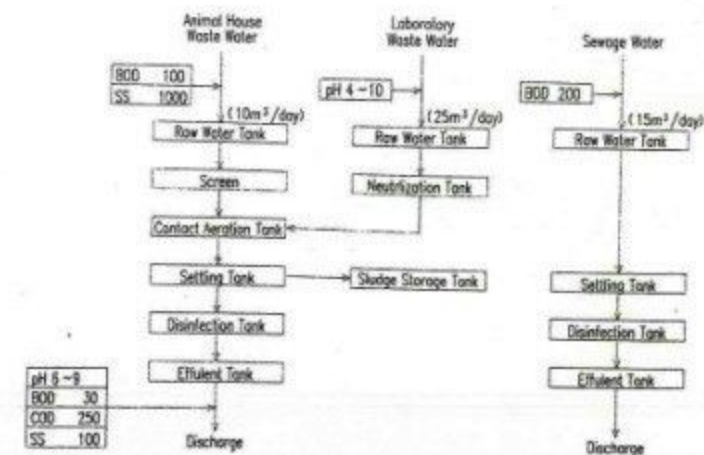 Animal House
Waste Water
BOD 100
SS 1000
(10m³/day)
Raw Water Tank
Screen
Contact Aeration Tank
Settling Tank
Disinfection Tank
Effulent Tank
pH 6~9
BOD 30
COD 250
SS 100
Discharge
Laboratory
Waste Water
pH 4~10
(25m³/day)
Raw Water Tank
Neutrlization Tank
Sludge Storage Tank
Sewage Water
BOD 200
(15m³/day)
Raw Water Tank
Settling Tank
Disinfection Tank
Effulent Tank
Discharge